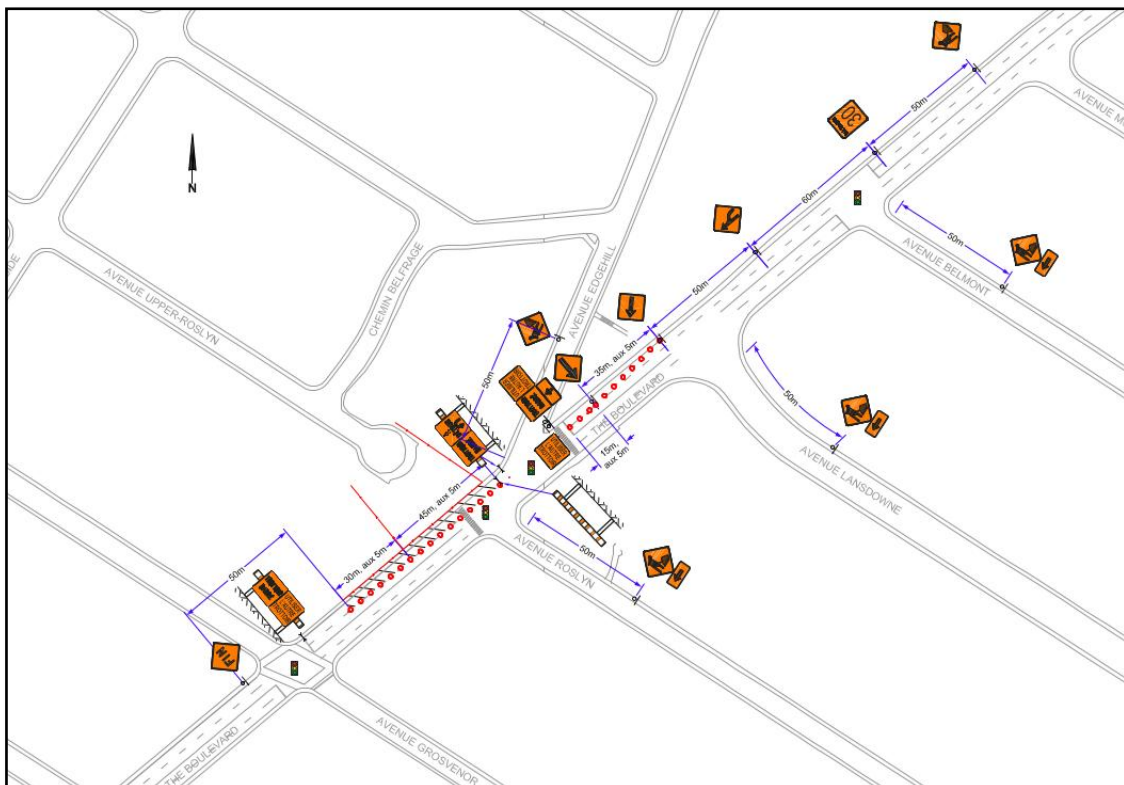 50m
AVENUE M
30
60m
50m
AVENUE BELMONT
50m
AVENUE EDGEHILL
CHEMIN BELFRAGE
AVENUE UPPER-ROSLYN
IDE
N
35m, aux 5m
THE BOULEVARD
50m
15m,
aux 5m
AVENUE LANSDOWNE
50m
45m, aux 5m
30m, aux 5m
AVENUE ROSLYN
50m
50m
FIN
THE BOULEVARD
AVENUE GROSVENOR